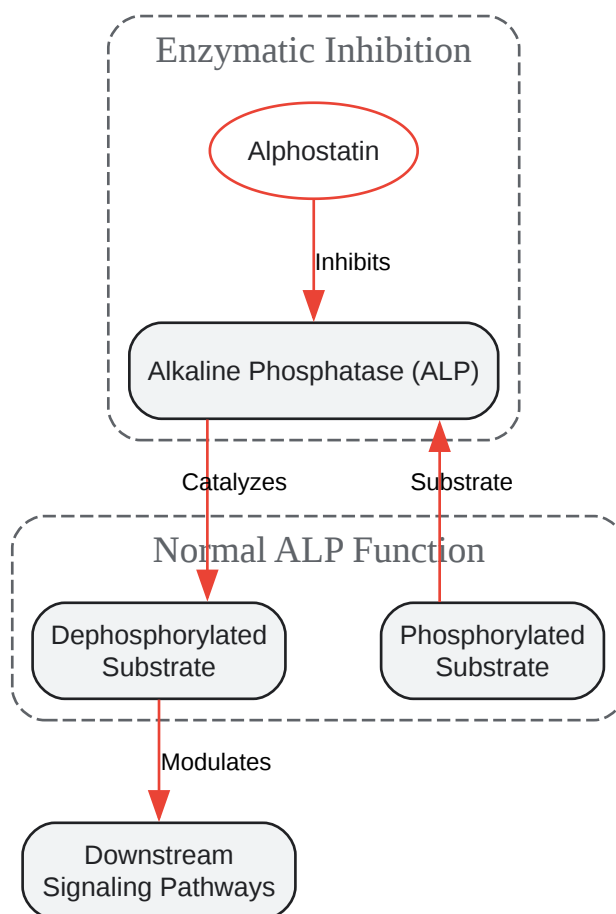 Enzymatic Inhibition
Alphostatin
Inhibits
Alkaline Phosphatase (ALP)
Catalyzes
Substrate
Normal ALP Function
Dephosphorylated
Substrate
Phosphorylated
Substrate
Modulates
Downstream
Signaling Pathways